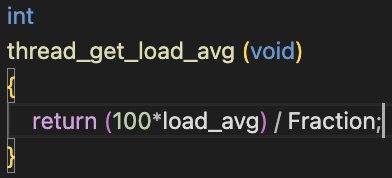 int
thread_get_load_avg (void)
{
return (100*load_avg) / Fraction;
}